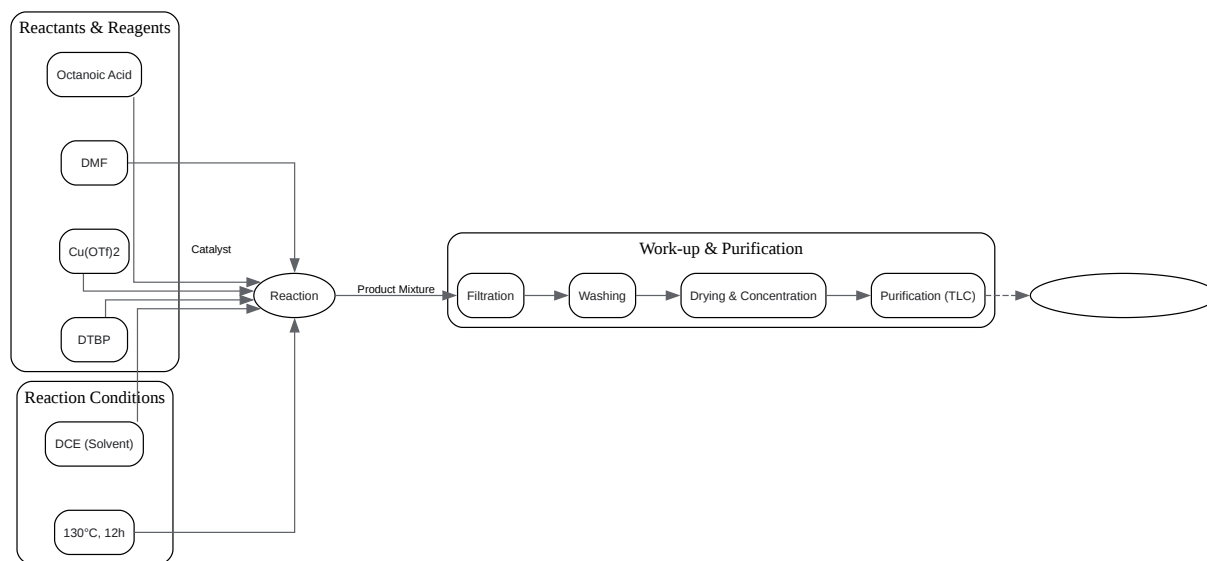 Reactants & Reagents
Octanoic Acid
DMF
Cu(OTf)2
DTBP
Catalyst
Reaction
Product Mixture
Reaction Conditions
DCE (Solvent)
130°C, 12h
Work-up & Purification
Filtration
Washing
Drying & Concentration
Purification (TLC)